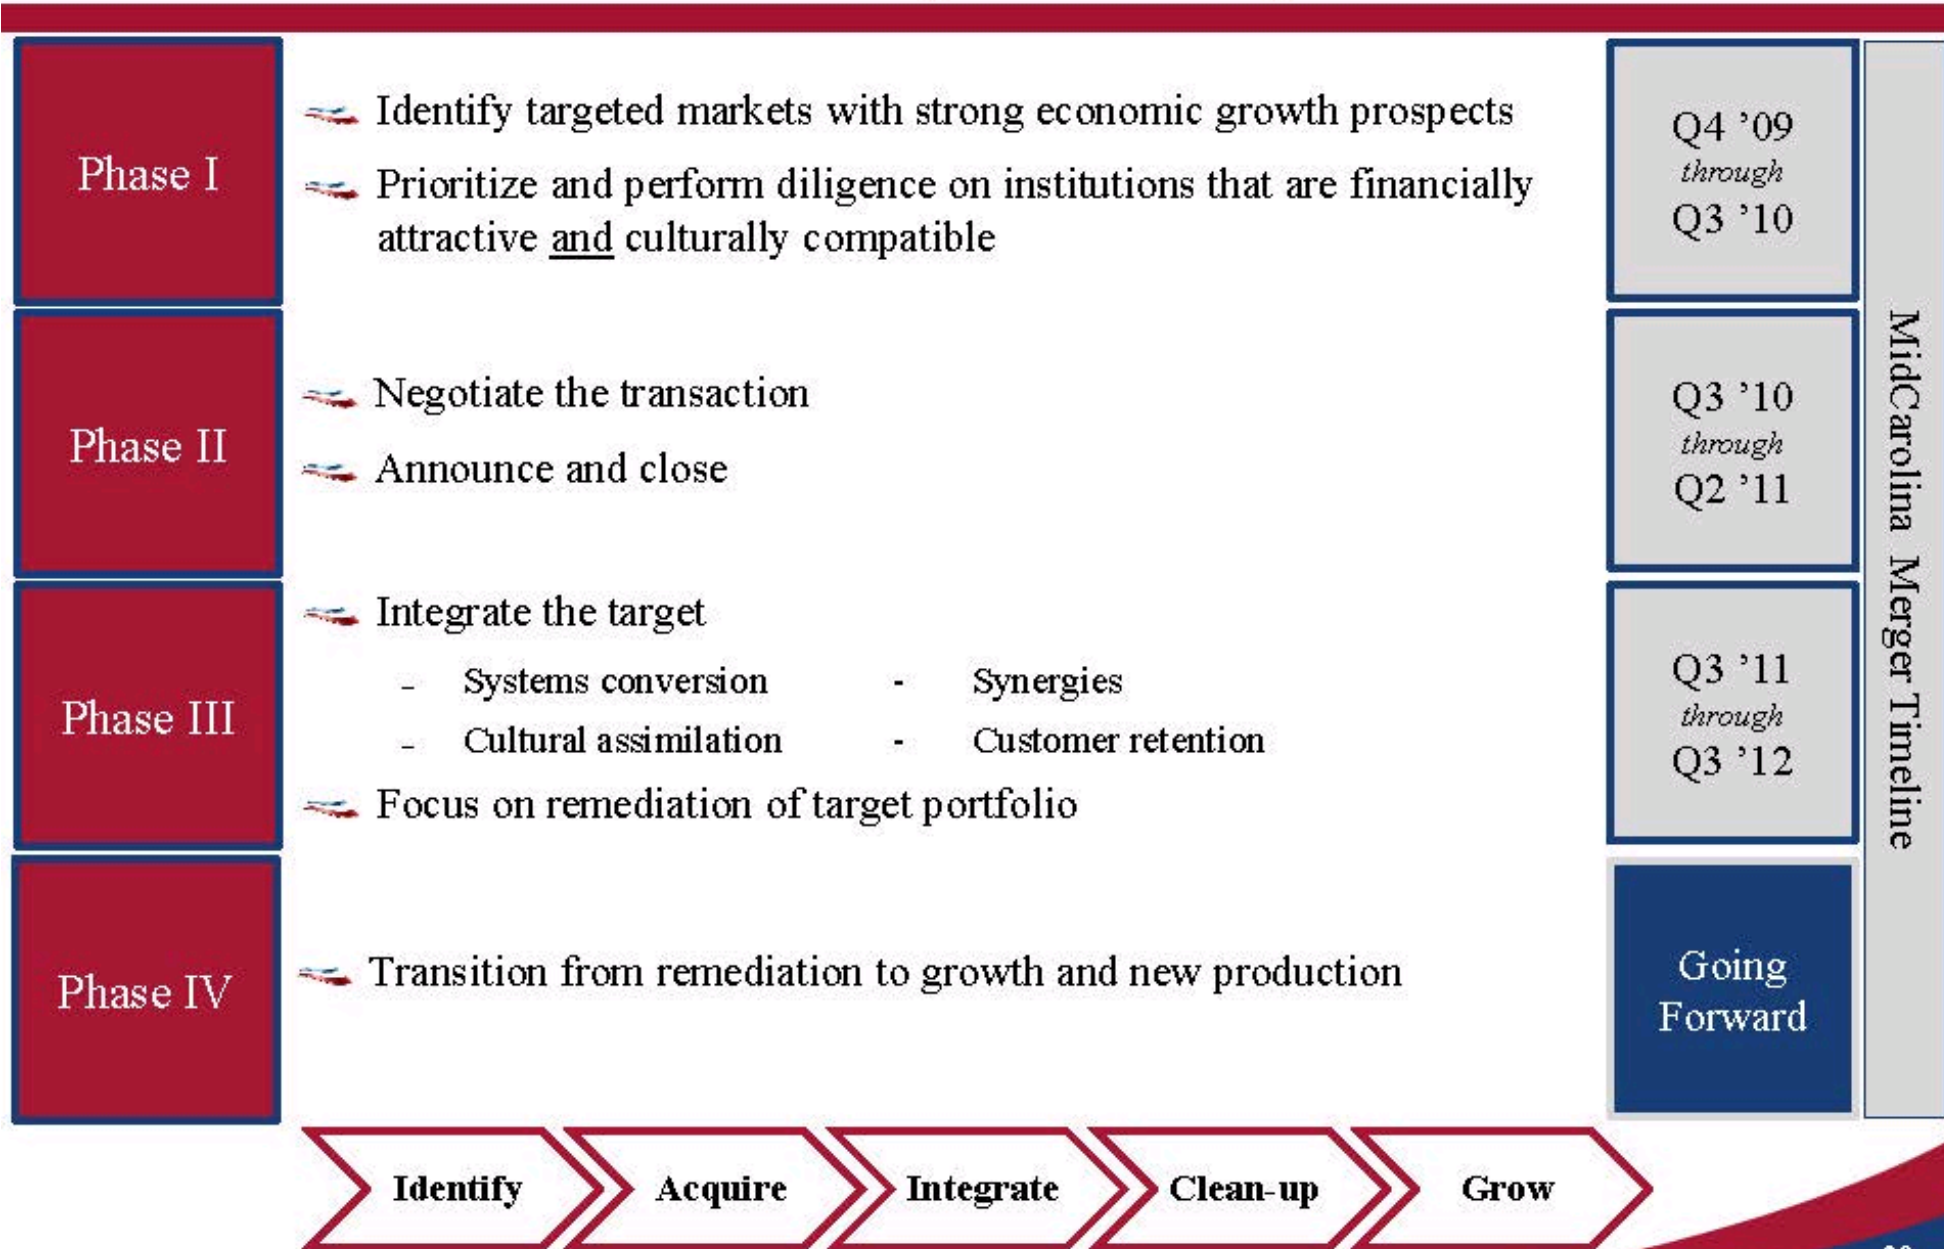 Phase I
Identify targeted markets with strong economic growth prospects
Prioritize and perform diligence on institutions that are financially
attractive and culturally compatible
Q4 ’09
through
Q3 ’10
Phase II
Negotiate the transaction
Announce and close
Q3 ’10
through
Q2 ’11
Phase III
Integrate the target
– Systems conversion - Synergies
– Cultural assimilation - Customer retention
Focus on remediation of target portfolio
Q3 ’11
through
Q3 ’12
Phase IV
Transition from remediation to growth and new production
Going
Forward
MidCarolina Merger Timeline
Identify Acquire Integrate Clean-up Grow